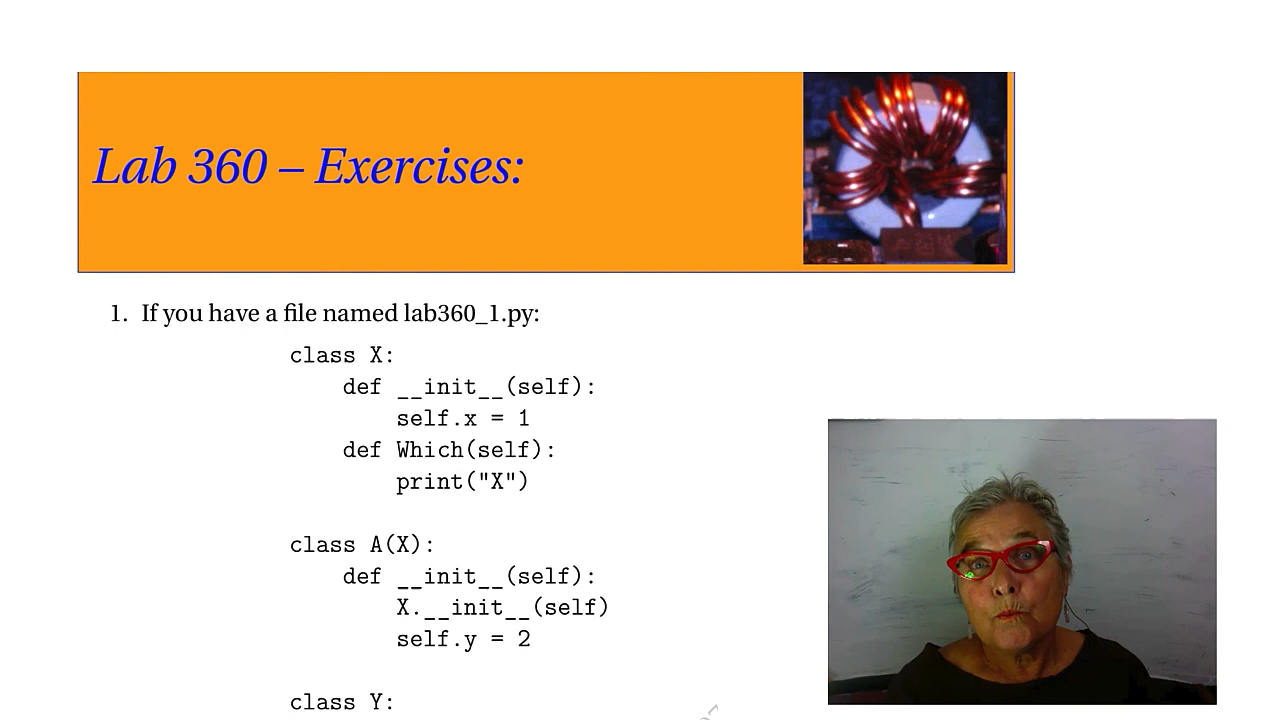 Lab 360 – Exercises:
1. If you have a file named lab360_1.py:
class X:
    def __init__(self):
        self.x = 1
    def Which(self):
        print("X")
class A(X):
    def __init__(self):
        X.__init__(self)
        self.y = 2
class Y: